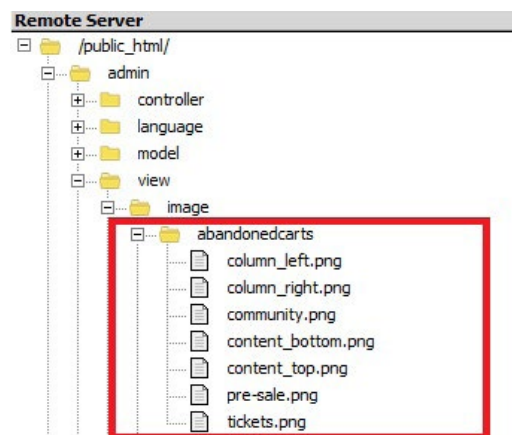 Remote Server
/public_html/
admin
controller
language
model
view
image
abandonedcarts
column_left.png
column_right.png
community.png
content_bottom.png
content_top.png
pre-sale.png
tickets.png